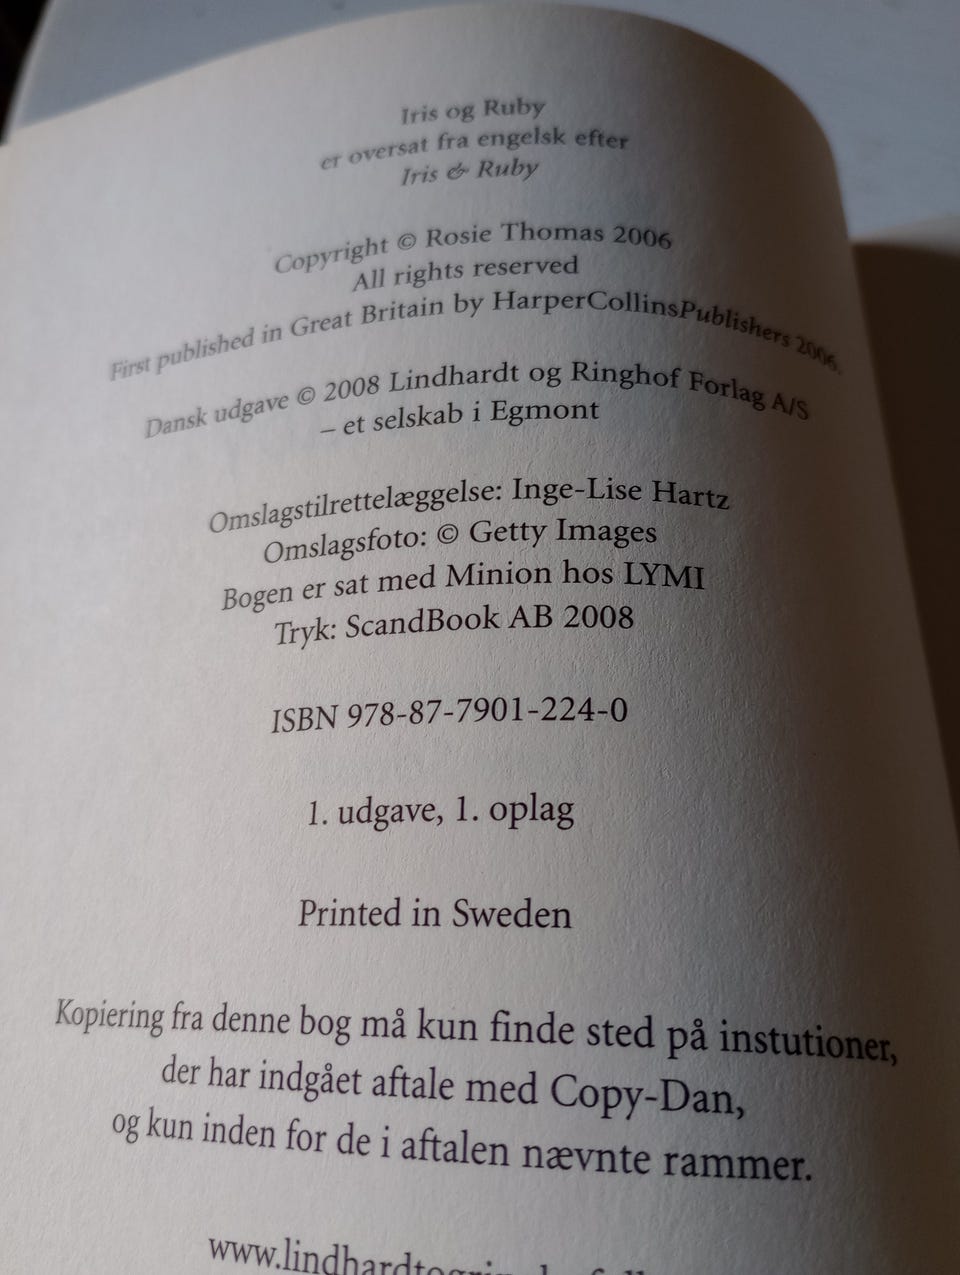 Iris og Ruby
er oversat fra engelsk efter
Iris & Ruby
Copyright © Rosie Thomas 2006
All rights reserved
First published in Great Britain by HarperCollinsPublishers 2006.
Dansk udgave © 2008 Lindhardt og Ringhof Forlag A/S
– et selskab i Egmont
Omslagstilrettelæggelse: Inge-Lise Hartz
Omslagsfoto: © Getty Images
Bogen er sat med Minion hos LYMI
Tryk: ScandBook AB 2008
ISBN 978-87-7901-224-0
1. udgave, 1. oplag
Printed in Sweden
Kopiering fra denne bog må kun finde sted på instutioner,
der har indgået aftale med Copy-Dan,
og kun inden for de i aftalen nævnte rammer.